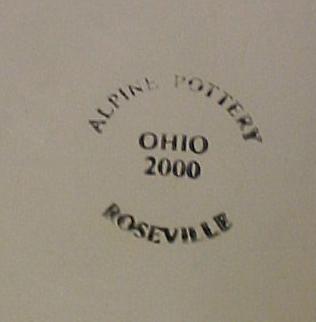 ALPINE POTTERY
OHIO
2000
ROSEVILLE